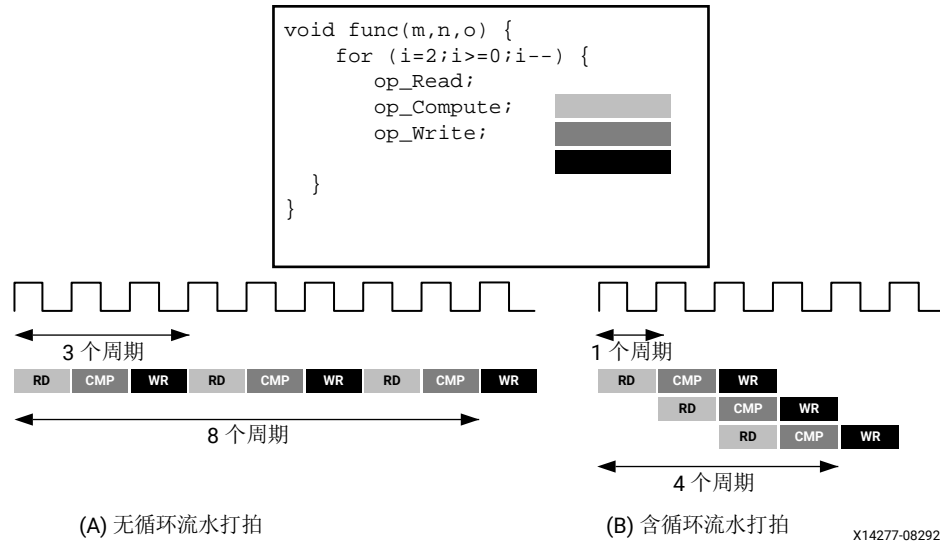 void func(m,n,o) {
for (i=2;i>=0;i--) {
op_Read;
op_Compute;
op_Write;
}
}
3 个周期
1 个周期
RD CMP WR RD CMP WR RD CMP WR
RD CMP WR
RD CMP WR
RD CMP WR
8 个周期
4 个周期
(A) 无循环流水打拍
(B) 含循环流水打拍
X14277-08292